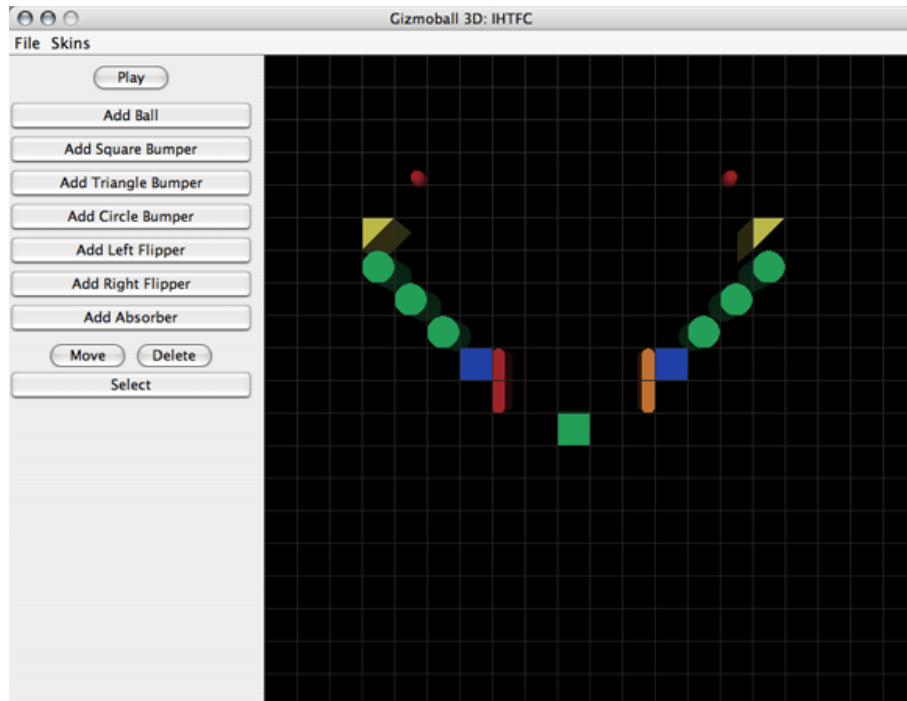 Gizmoball 3D: IHTFC
File Skins
Play
Add Ball
Add Square Bumper
Add Triangle Bumper
Add Circle Bumper
Add Left Flipper
Add Right Flipper
Add Absorber
Move Delete
Select